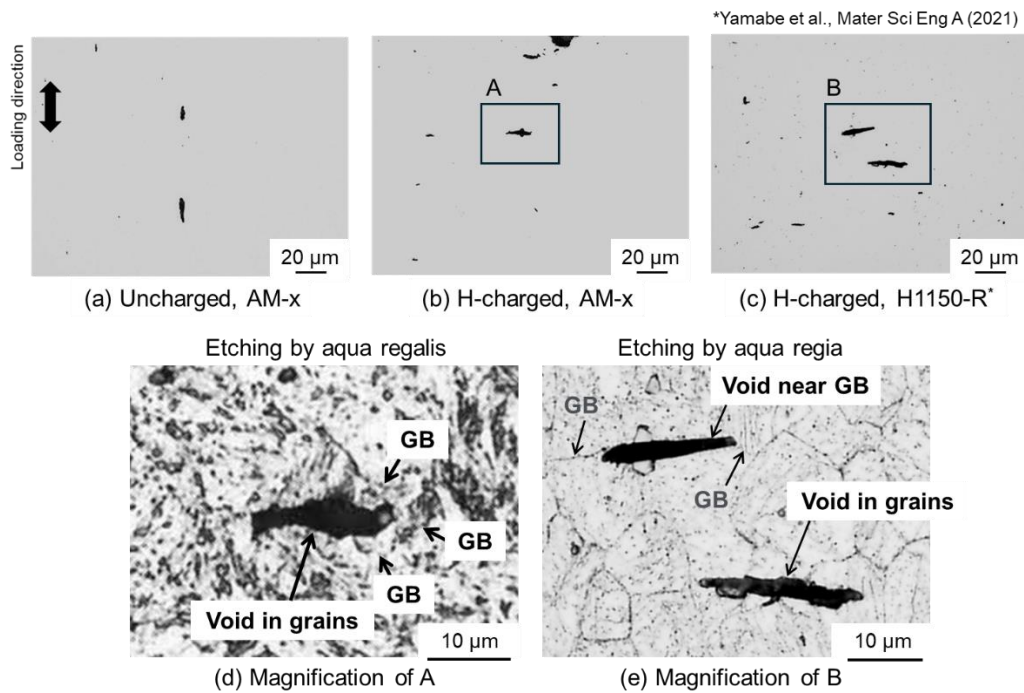 *Yamabe et al., Mater Sci Eng A (2021)
Loading direction
A
B
20 μm
20 μm
20 μm
(a) Uncharged, AM-x
(b) H-charged, AM-x
(c) H-charged, H1150-R*
Etching by aqua regalis
Etching by aqua regia
GB
GB
GB
Void in grains
10 μm
GB
Void near GB
GB
Void in grains
10 μm
(d) Magnification of A
(e) Magnification of B